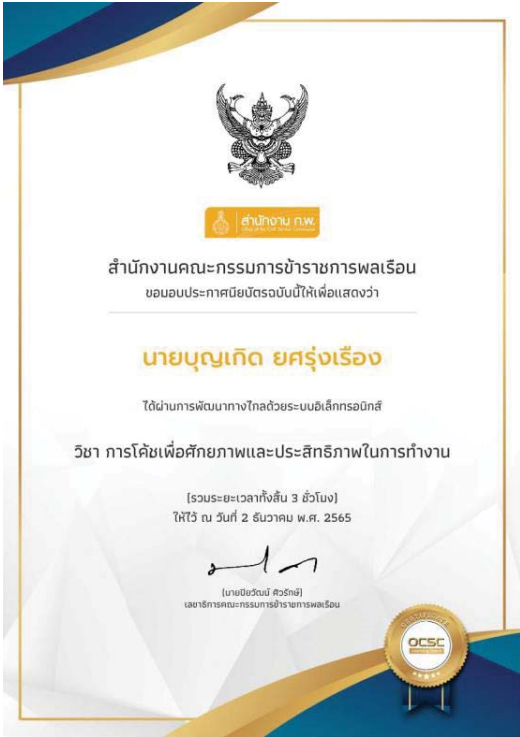 สำนักงาน ก.พ.
สำนักงานคณะกรรมการข้าราชการพลเรือน
ขอมอบประกาศนียบัตรฉบับนี้ให้เพื่อแสดงว่า
นายบุญเกิด ยศรุ่งเรือง
ได้ผ่านการพัฒนาทางไกลด้วยระบบอิเล็กทรอนิกส์
วิชา การโค้ชเพื่อศักยภาพและประสิทธิภาพในการทำงาน
(รวมระยะเวลาทั้งสิ้น 3 ชั่วโมง)
ให้ไว้ ณ วันที่ 2 ธันวาคม พ.ศ. 2565
(นายปิยวัฒน์ ศิวรักษ์)
เลขาธิการคณะกรรมการข้าราชการพลเรือน
CERTIFICATE
OCSC